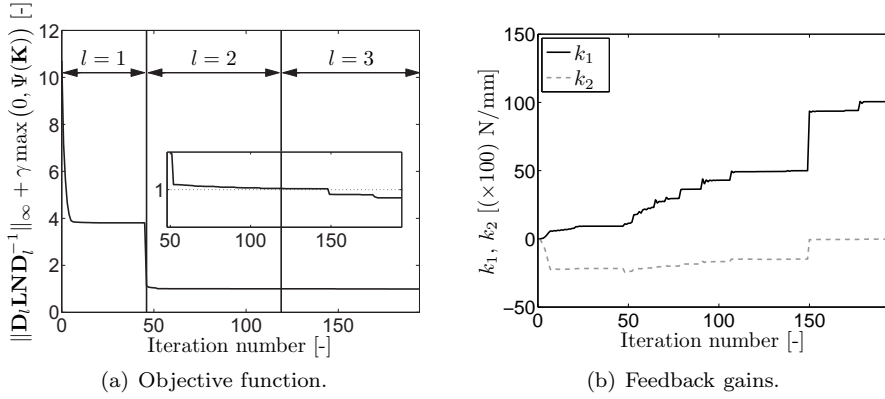 ‖D_l LND_l^{-1}‖_∞ + γ max (0, Ψ(K)) [-]
12
10
8
6
4
2
0
l = 1
l = 2
l = 3
1
50
100
150
0
50
100
150
Iteration number [-]
(a) Objective function.
k_1, k_2 [(×100) N/mm]
150
100
50
0
−50
k_1
k_2
0
50
100
150
Iteration number [-]
(b) Feedback gains.